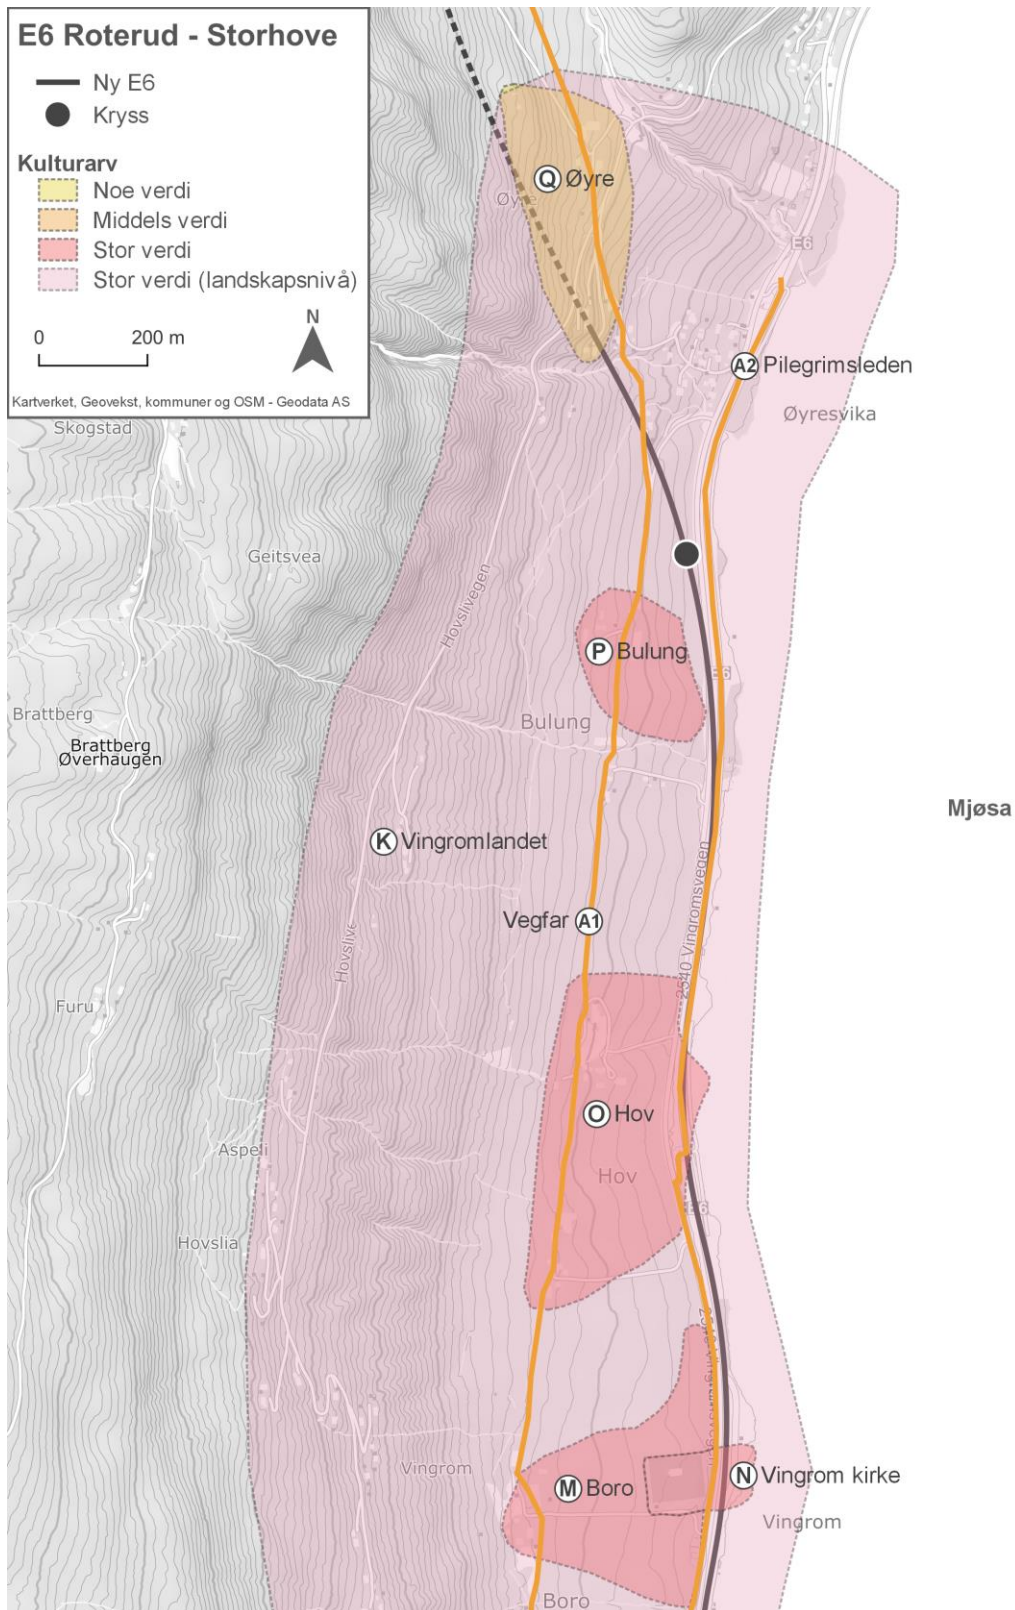 E6 Roterud - Storhove
Ny E6
Kryss
Kulturarv
Noe verdi
Middels verdi
Stor verdi
Stor verdi (landskapsnivå)
0 200 m
N
Kartverket, Geovekst, kommuner og OSM - Geodata AS
Q Øyre
Øyre
E6
A2 Pilegrimsleden
Øyresvika
Skogstad
Geitsvea
Hovslivegen
P Bulung
E6
Bulung
Brattberg
Brattberg
Øverhaugen
Mjøsa
K Vingromlandet
2540 Vingromsvegen
Vegfar A1
Hovslive
Furu
O Hov
Aspeli
Hov
E6
Hovslia
2540 Vingromsvegen
Vingrom
M Boro
N Vingrom kirke
Vingrom
Boro